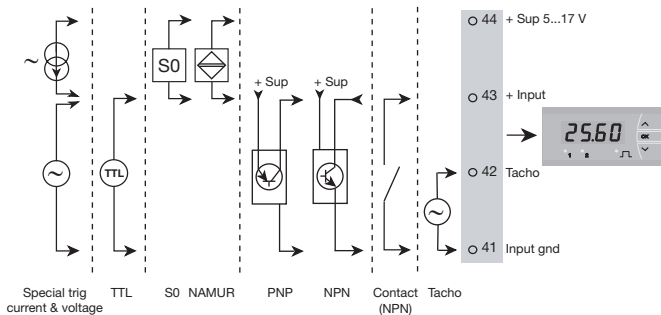 44 + Sup 5...17 V
~
S0
+ Sup + Sup
43 + Input
25.60
OK
1 2
~
TTL
42 Tacho
~
41 Input gnd
Special trig
current & voltage
TTL
S0 NAMUR
PNP
NPN
Contact
(NPN)
Tacho